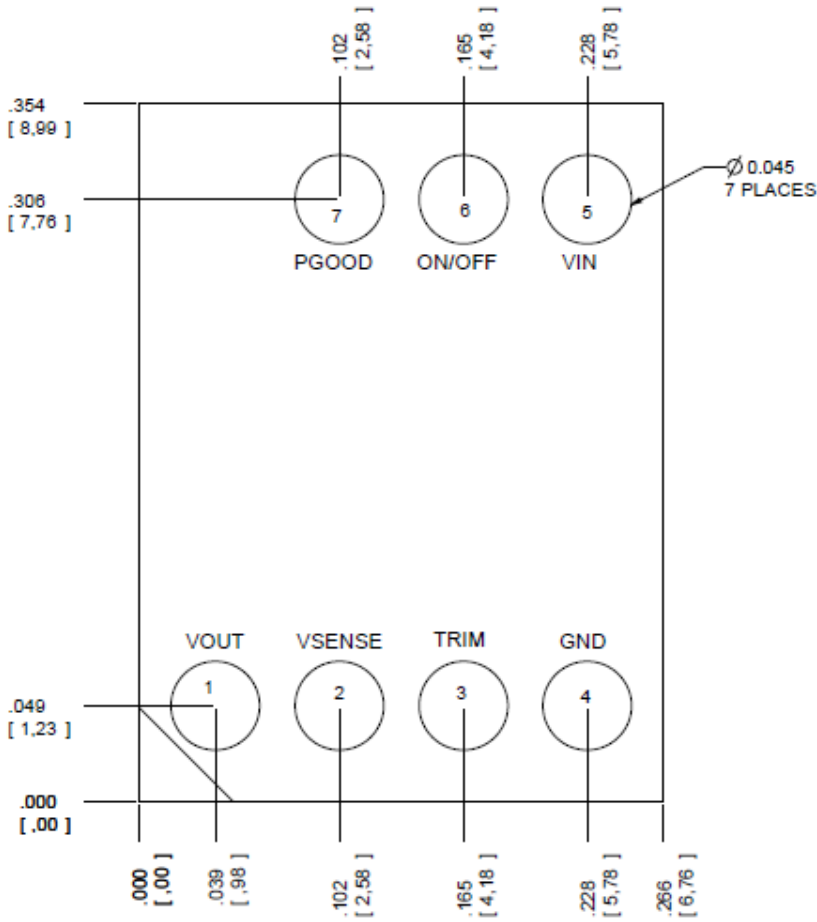 .102
[ 2,58 ]
.165
[ 4,18 ]
.228
[ 5,78 ]
.354
[ 8,99 ]
Ø 0.045
7 PLACES
.306
[ 7,76 ]
7
6
5
PGOOD
ON/OFF
VIN
VOUT
VSENSE
TRIM
GND
1
2
3
4
.049
[ 1,23 ]
.000
[ ,00 ]
.000
[ ,00 ]
.039
[ ,98 ]
.102
[ 2,58 ]
.165
[ 4,18 ]
.228
[ 5,78 ]
.266
[ 6,76 ]